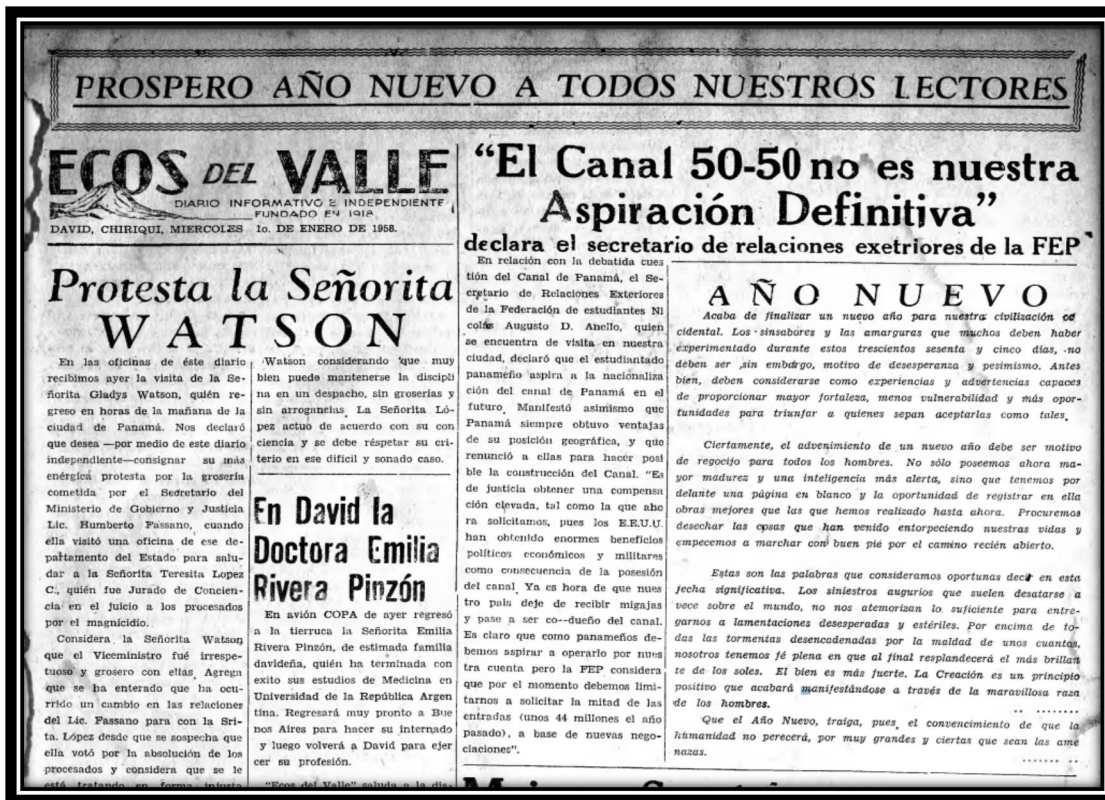 PROSPERO AÑO NUEVO A TODOS NUESTROS LECTORES
ECOS DEL VALLE
DIARIO INFORMATIVO E INDEPENDIENTE
FUNDADO EN 1918
DAVID, CHIRIQUI, MIERCOLES 1o. DE ENERO DE 1958.
Protesta la Señorita
WATSON
En las oficinas de éste diario
recibimos ayer la visita de la Se-
ñorita Gladys Watson, quién re-
greso en horas de la mañana de la
ciudad de Panamá. Nos declaró
que desea —por medio de este diario
independiente—consignar su más
enérgica protesta por la grosería
cometida por el Secretario del
Ministerio de Gobierno y Justicia
Lic. Humberto Fassano, cuando
ella visitó una oficina de ese de-
partamento del Estado para salu-
dar a la Señorita Teresita Lopez
C., quién fue Jurado de Concien-
cia en el juicio a los procesados
por el magnicidio.
Considera la Señorita Watson
que el Viceministro fué irrespe-
tuoso y grosero con ellas. Agrega
que se ha enterado que ha ocu-
rrido un cambio en las relaciones
del Lic. Fassano para con la Sri-
ta. López desde que se sospecha que
ella votó por la absolución de los
procesados y considera que se le
está tratando en forma injusta
Watson considerando que muy
bien puede mantenerse la discipli
na en un despacho, sin groserías y
sin arrogancias. La Señorita Ló-
pez actuo de acuerdo con su con
ciencia y se debe réspetar su cri-
terio en ese dificil y sonado caso.
En David la
Doctora Emilia
Rivera Pinzón
En avión COPA de ayer regresó
a la tierruca la Señorita Emilia
Rivera Pinzón, de estimada familia
davideña, quién ha terminada con
exito sus estudios de Medicina en
Universidad de la República Argen
tina. Regresará muy pronto a Bue
nos Aires para hacer su internado
y luego volverá a David para ejer
cer su profesión.
"Ecos del Valle" saluda a la dis-
"El Canal 50-50 no es nuestra
Aspiración Definitiva"
declara el secretario de relaciones exetriores de la FEP
En relación con la debatida cues
tión del Canal de Panamá, el Se-
cretario de Relaciones Exteriores
de la Federación de estudiantes Ni
colás Augusto D. Anello, quien
se encuentra de visita en nuestra
ciudad, declaró que el estudiantado
panameño aspira a la nacionaliza
ción del canal de Panamá en el
futuro. Manifestó asimismo que
Panamá siempre obtuvo ventajas
de su posición geográfica, y que
renunció a ellas para hacer posi
ble la construcción del Canal. "Es
de justicia obtener una compensa
ción elevada, tal como la que aho
ra solicitamos, pues los E.E.U.U.
han obtenido enormes beneficios
políticos económicos y militares
como consecuencia de la posesión
del canal. Ya es hora de que nues
tro pais deje de recibir migajas
y pase a ser co--dueño del canal.
Es claro que como panameños de-
bemos aspirar a operarlo por nues
tra cuenta pero la FEP considera
que por el momento debemos limi-
tarnos a solicitar la mitad de las
entradas (unos 44 millones el año
pasado), a base de nuevas nego-
ciaciones".
AÑO NUEVO
Acaba de finalizar un nuevo año para nuestra civilización oc
cidental. Los sinsabores y las amarguras que muchos deben haber
experimentado durante estos trescientos sesenta y cinco días, no
deben ser sin embargo, motivo de desesperanza y pesimismo. Antes
bien, deben considerarse como experiencias y advertencias capaces
de proporcionar mayor fortaleza, menos vulnerabilidad y más opor-
tunidades para triunfar a quienes sepan aceptarlas como tales.
Ciertamente, el advenimiento de un nuevo año debe ser motivo
de regocijo para todos los hombres. No sólo poseemos ahora ma-
yor madurez y una inteligencia más alerta, sino que tenemos por
delante una página en blanco y la oportunidad de registrar en ella
obras mejores que las que hemos realizado hasta ahora. Procuremos
desechar las cosas que han venido entorpeciendo nuestras vidas y
empecemos a marchar con buen pié por el camino recién abierto.
Estas son las palabras que consideramos oportunas decir en esta
fecha significativa. Los siniestros augurios que suelen desatarse a
vece sobre el mundo, no nos atemorizan lo suficiente para entre-
garnos a lamentaciones desesperadas y estériles. Por encima de to-
das las tormentas desencadenadas por la maldad de unos cuantos,
nosotros tenemos fé plena en que al final resplandecerá el más brillan
te de los soles. El bien es más fuerte. La Creación es un principio
positivo que acabará manifestándose a través de la maravillosa raza
de los hombres.
Que el Año Nuevo, traiga, pues, el convencimiento de que la
humanidad no perecerá, por muy grandes y ciertas que sean las ame
nazas.